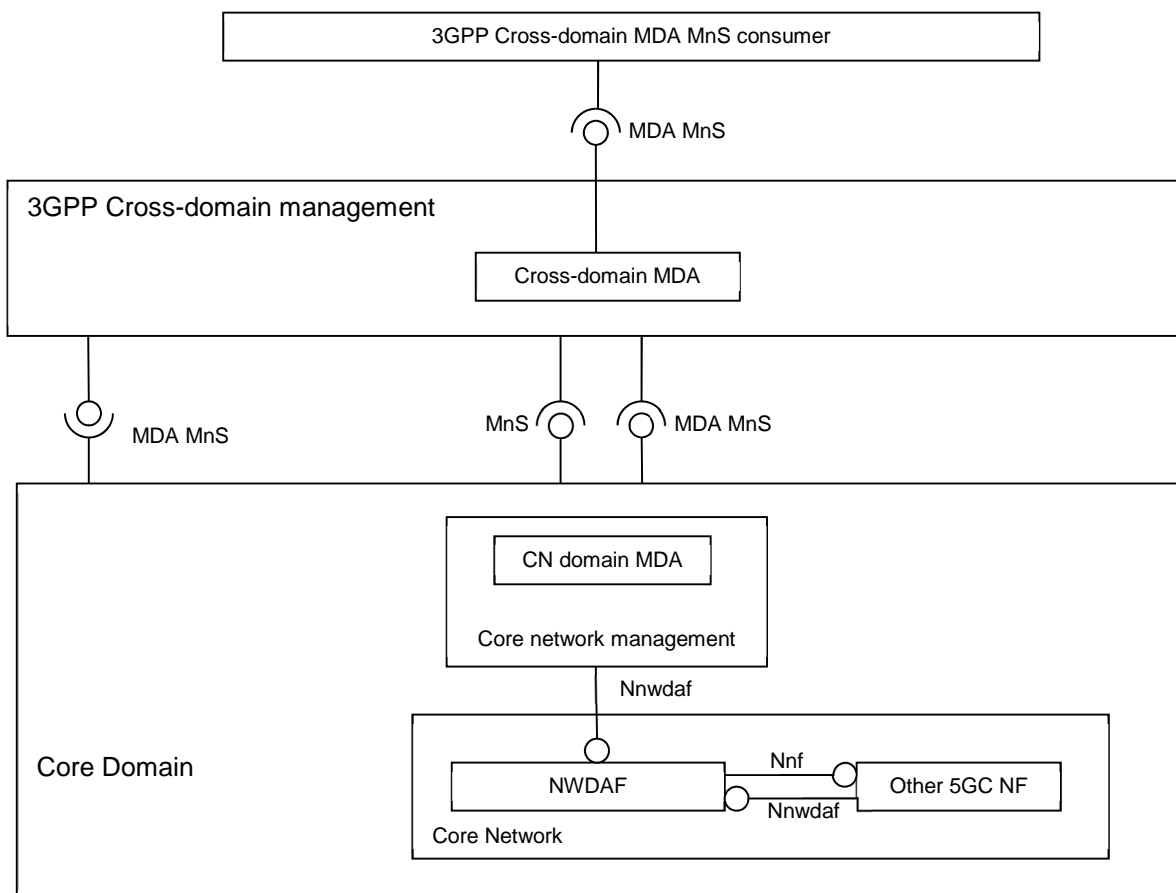 3GPP Cross-domain MDA MnS consumer
MDA MnS
3GPP Cross-domain management
Cross-domain MDA
MDA MnS
MnS
MDA MnS
CN domain MDA
Core network management
Nnwdaf
Core Domain
NWDAF
Nnf
Nnwdaf
Other 5GC NF
Core Network